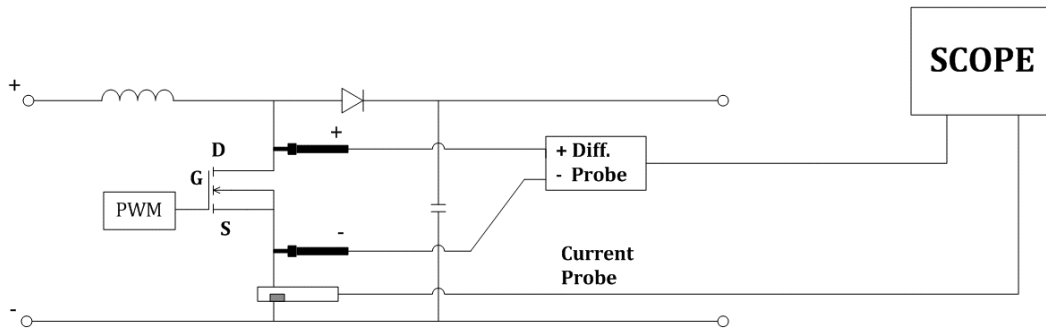 SCOPE
+
+
D
+ Diff.
- Probe
G
PWM
S
-
Current
Probe
-